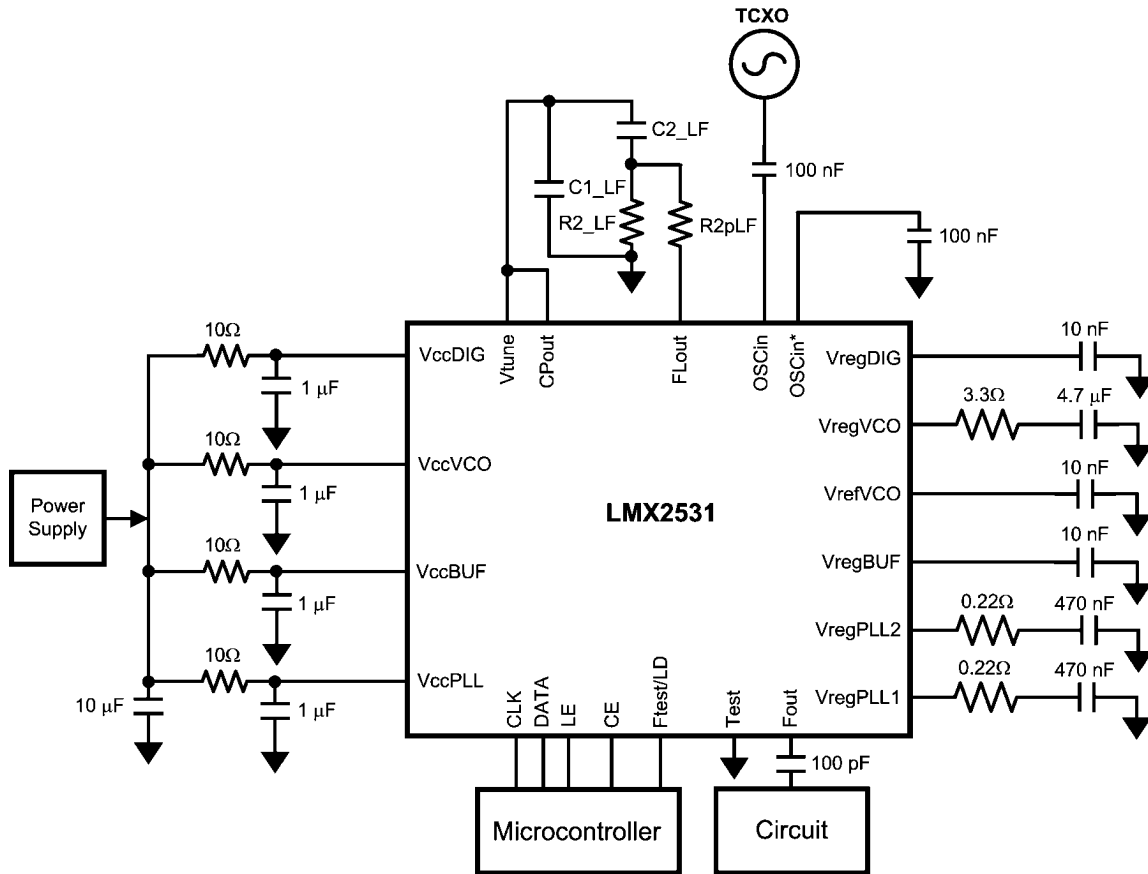 TCXO
C2_LF
100 nF
C1_LF
R2_LF
R2pLF
100 nF
10Ω
VccDIG
Vtune
CPout
FLout
OSCin
OSCin*
VregDIG
10 nF
1 μF
3.3Ω
4.7 μF
VregVCO
10Ω
VccVCO
10 nF
VrefVCO
1 μF
Power
Supply
LMX2531
10 nF
VregBUF
10Ω
VccBUF
1 μF
0.22Ω
470 nF
VregPLL2
10Ω
VccPLL
0.22Ω
470 nF
VregPLL1
10 μF
1 μF
CLK
DATA
LE
CE
Ftest/LD
Test
Fout
100 pF
Microcontroller
Circuit